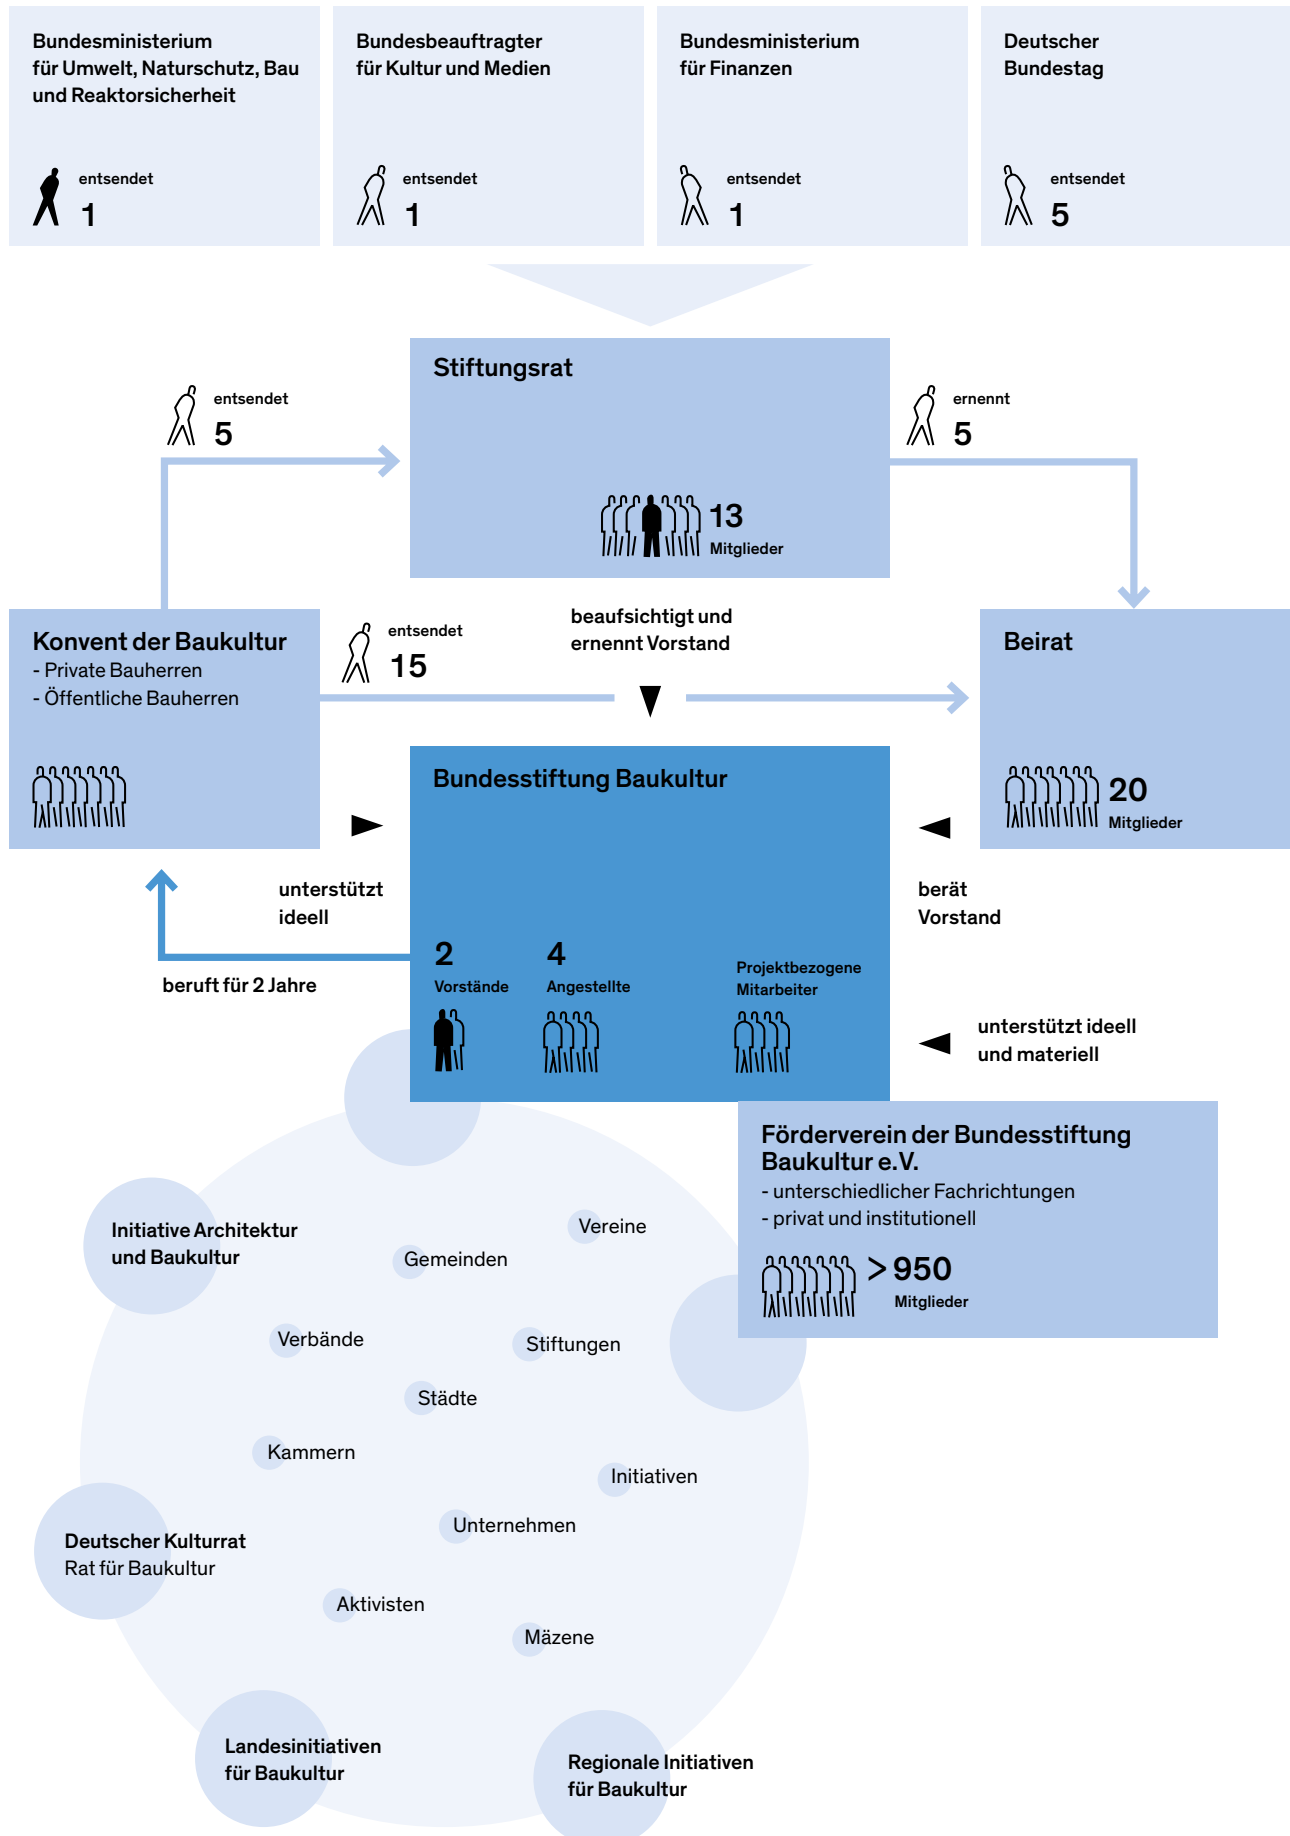 Bundesministerium
für Umwelt, Naturschutz, Bau
und Reaktorsicherheit
entsendet
1
Bundesbeauftragter
für Kultur und Medien
entsendet
1
Bundesministerium
für Finanzen
entsendet
1
Deutscher
Bundestag
entsendet
5
Stiftungsrat
13
Mitglieder
entsendet
5
ernennt
5
Konvent der Baukultur
- Private Bauherren
- Öffentliche Bauherren
entsendet
15
beaufsichtigt und
ernennt Vorstand
Beirat
20
Mitglieder
Bundesstiftung Baukultur
2
Vorstände
4
Angestellte
Projektbezogene
Mitarbeiter
unterstützt
ideell
beruft für 2 Jahre
berät
Vorstand
unterstützt ideell
und materiell
Förderverein der Bundesstiftung
Baukultur e.V.
- unterschiedlicher Fachrichtungen
- privat und institutionell
> 950
Mitglieder
Initiative Architektur
und Baukultur
Vereine
Gemeinden
Verbände
Stiftungen
Städte
Kammern
Initiativen
Unternehmen
Deutscher Kulturrat
Rat für Baukultur
Aktivisten
Mäzene
Landesinitiativen
für Baukultur
Regionale Initiativen
für Baukultur